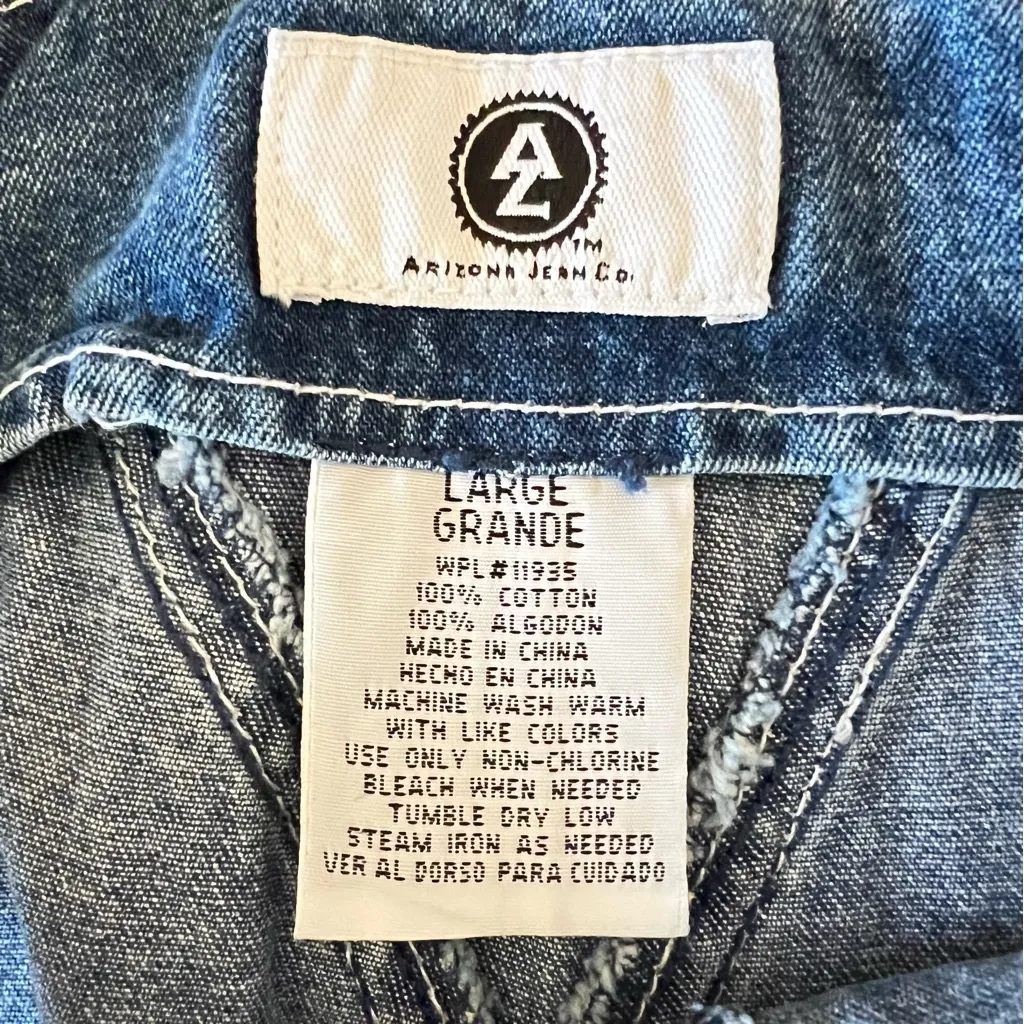 AZ
TM
ARIZONA JEAN CO.
LARGE
GRANDE
WPL#11935
100% COTTON
100% ALGODON
MADE IN CHINA
HECHO EN CHINA
MACHINE WASH WARM
WITH LIKE COLORS
USE ONLY NON-CHLORINE
BLEACH WHEN NEEDED
TUMBLE DRY LOW
STEAM IRON AS NEEDED
VER AL DORSO PARA CUIDADO